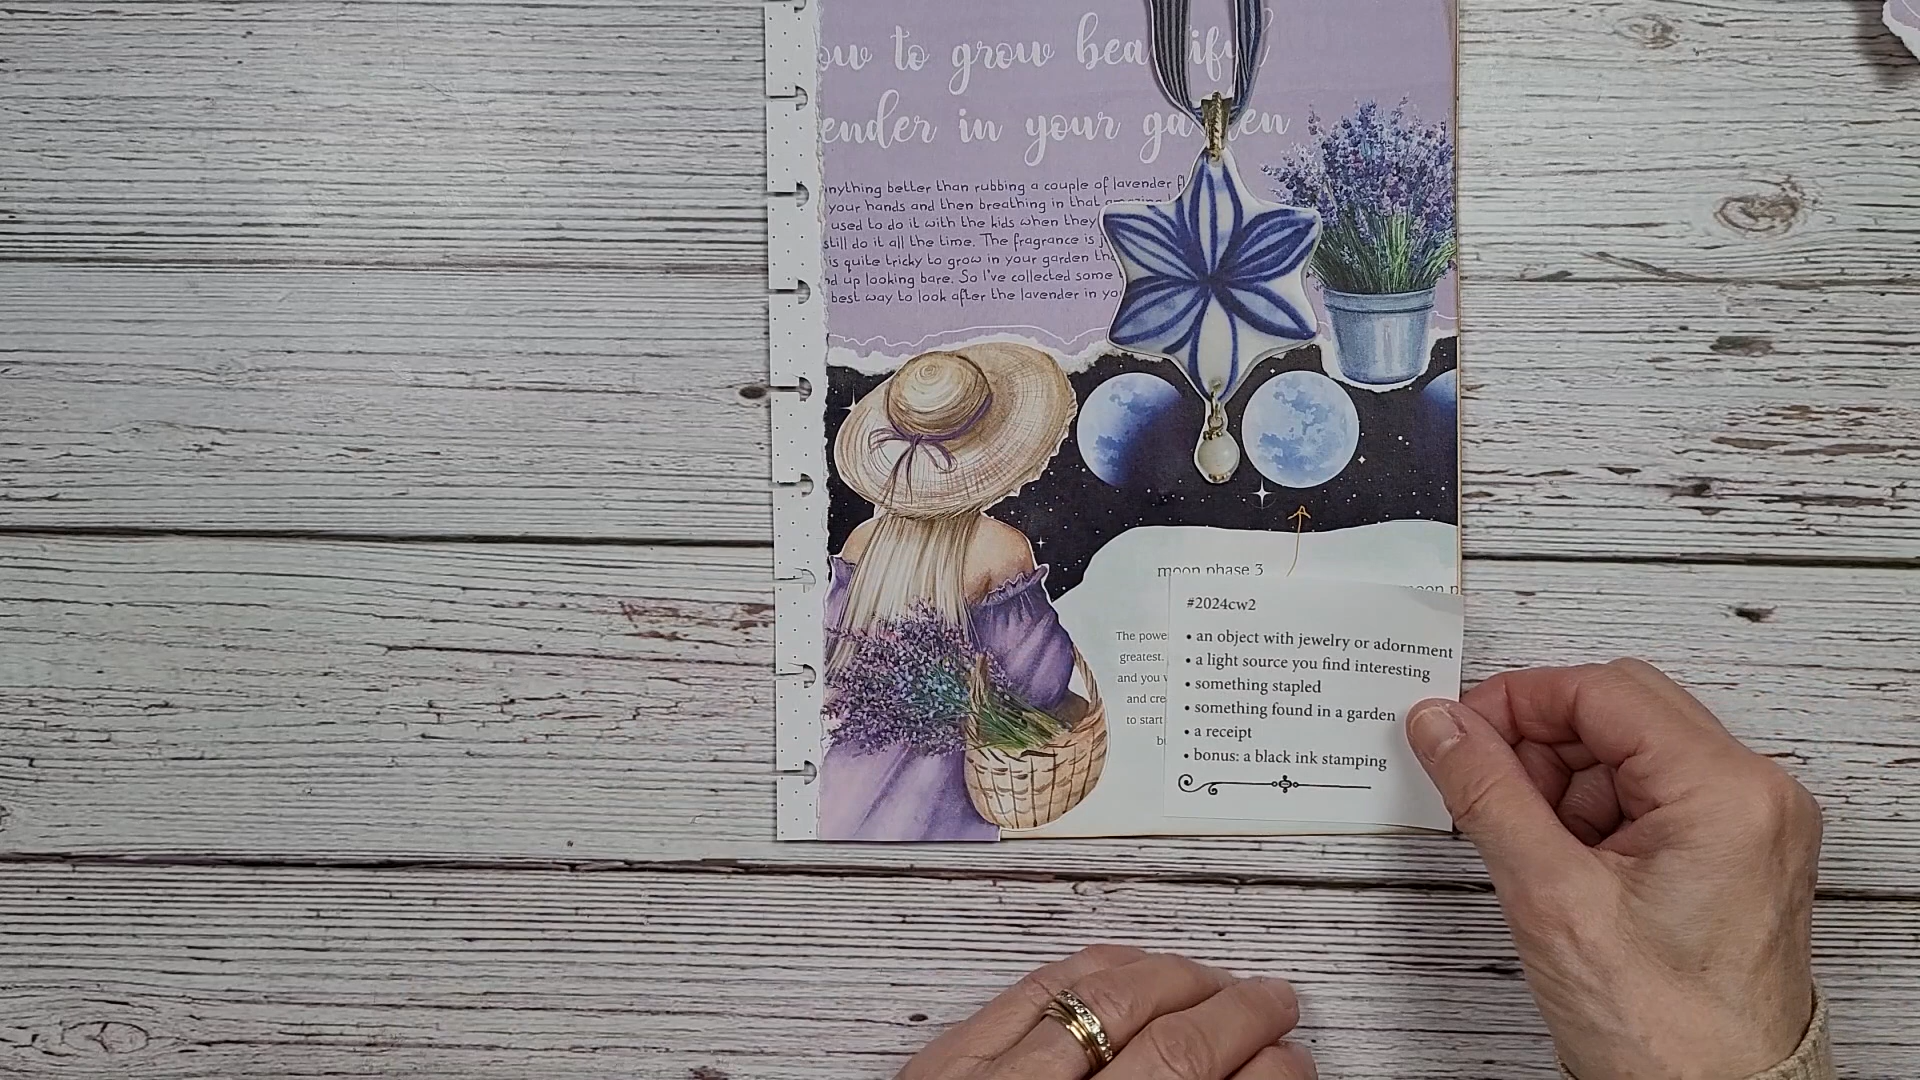 ow to grow
ender in your
nything better than rubbing a couple of lavender
your hands and then breathing in that
used to do it with the kids when they
still do it all the time. The fragrance is
is quite tricky to grow in your garden
d up looking bare. So I've collected some
best way to look after the lavender in yo
moon phase 3
moon p
#2024cw2
The powe
• an object with jewelry or adornment
greatest.
• a light source you find interesting
and you
• something stapled
and cre
• something found in a garden
to start
• a receipt
b
• bonus: a black ink stamping